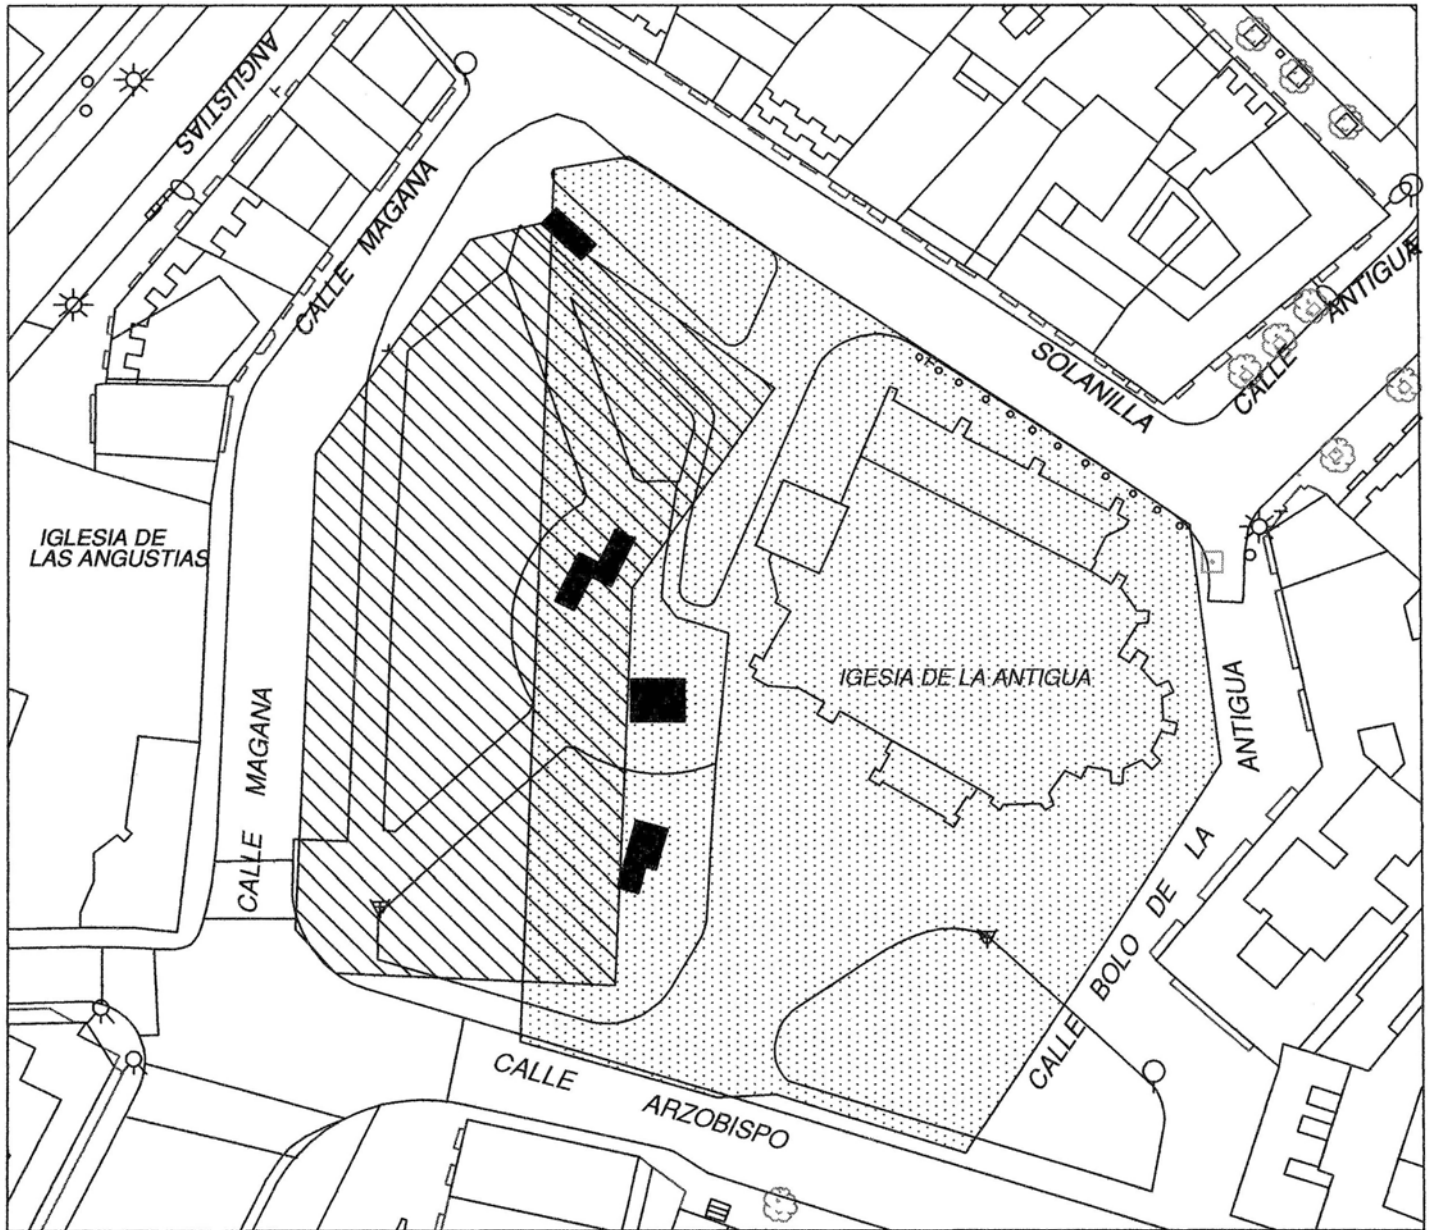 ANGUSTIAS
CALLE MAGANA
SOLANILLA
CALLE ANTIGUA
IGLESIA DE
LAS ANGUSTIAS
IGESIA DE LA ANTIGUA
CALLE MAGANA
CALLE BOLO DE LA ANTIGUA
CALLE ARZOBISPO